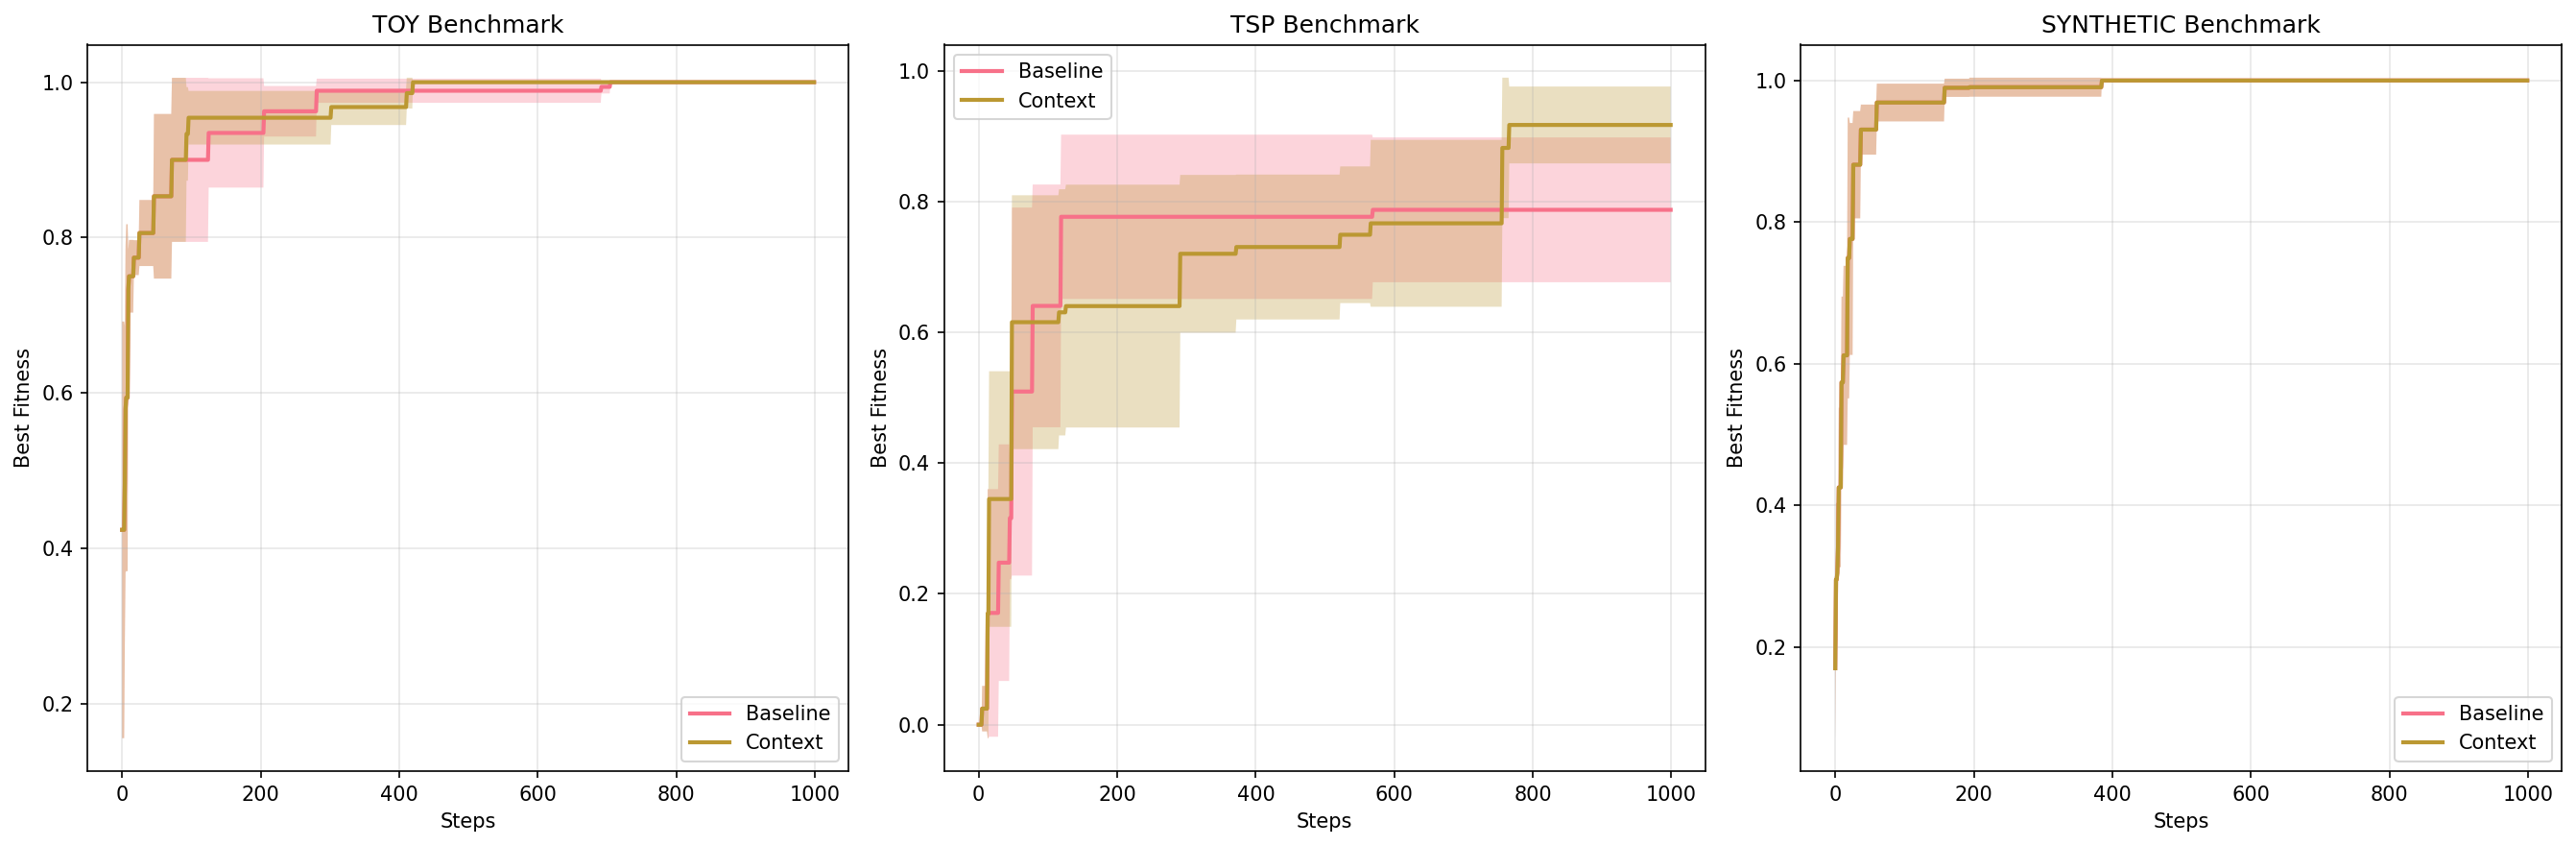 TOY Benchmark
Best Fitness
1.0
0.8
0.6
0.4
0.2
Baseline
Context
0 200 400 600 800 1000
Steps
TSP Benchmark
Best Fitness
Baseline
Context
1.0
0.8
0.6
0.4
0.2
0.0
0 200 400 600 800 1000
Steps
SYNTHETIC Benchmark
Best Fitness
1.0
0.8
0.6
0.4
0.2
Baseline
Context
0 200 400 600 800 1000
Steps